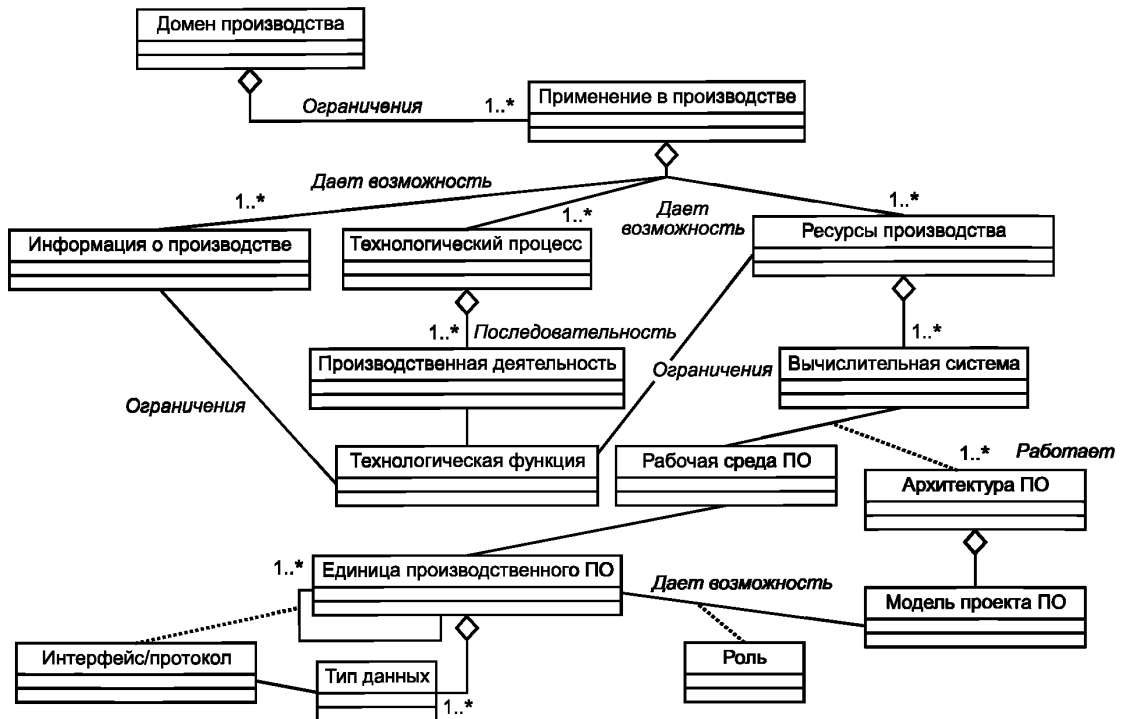 Домен производства
Ограничения
1..*
Применение в производстве
Дает возможность
1..*
1..*
Дает
возможность
1..*
Информация о производстве
Технологический процесс
Ресурсы производства
1..*
Последовательность
1..*
Производственная деятельность
Ограничения
Вычислительная система
Ограничения
Технологическая функция
Рабочая среда ПО
1..*
Работает
Архитектура ПО
1..*
Единица производственного ПО
Дает возможность
Модель проекта ПО
Интерфейс/протокол
Тип данных
1..*
Роль